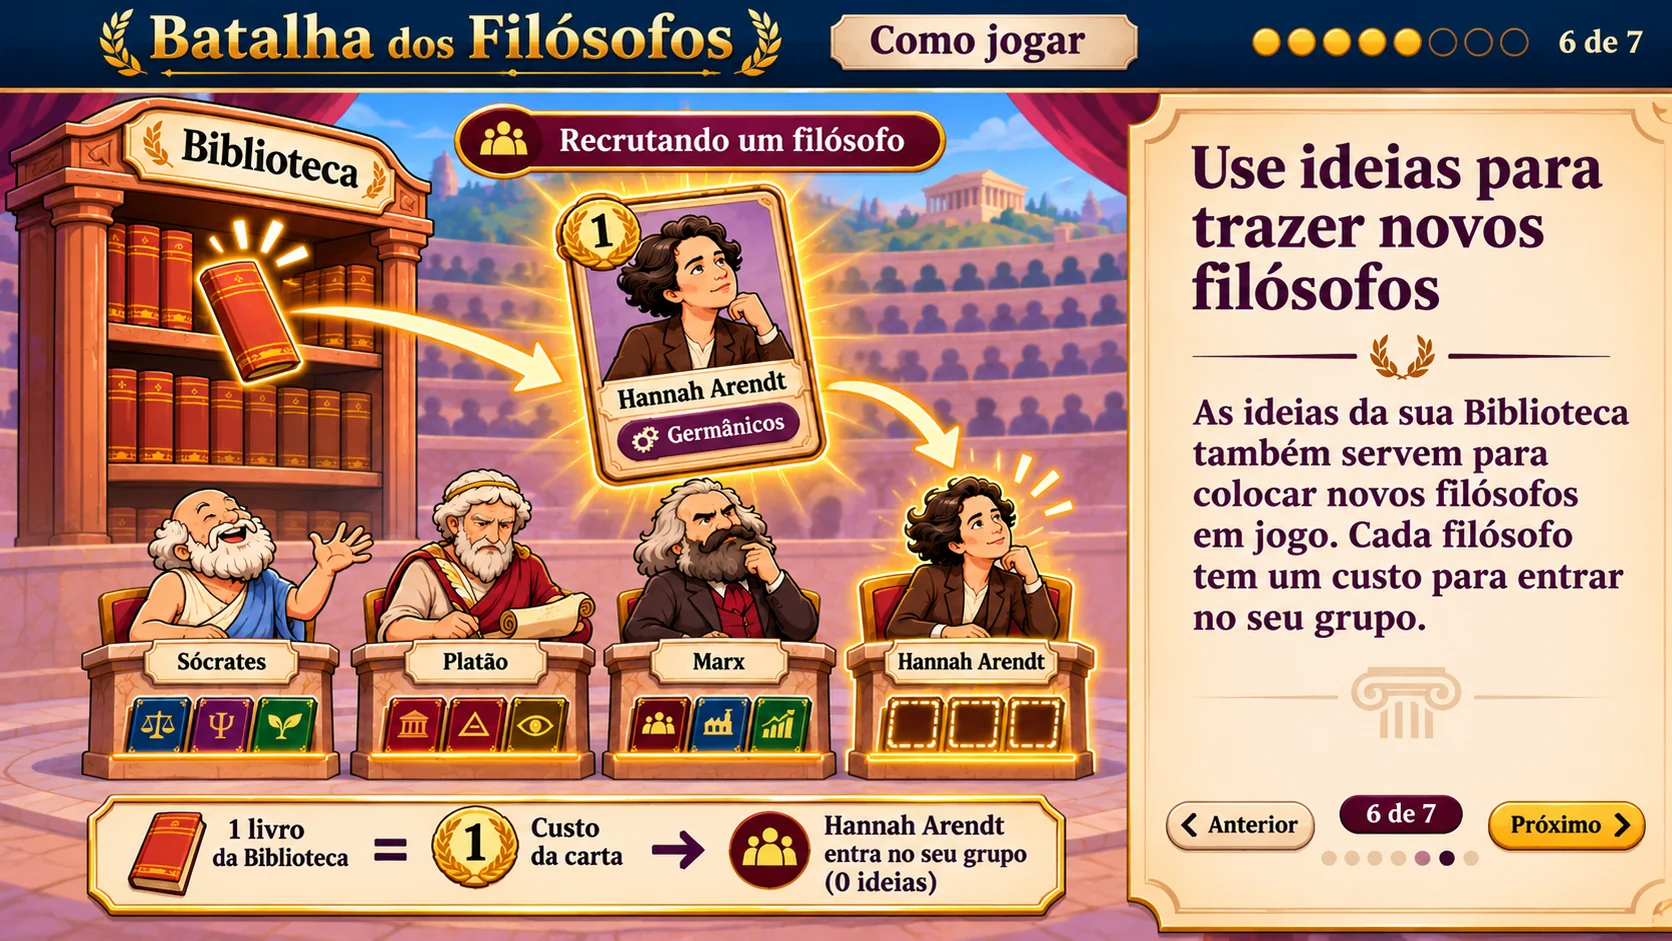 Batalha dos Filósofos
Como jogar
6 de 7
Biblioteca
Recrutando um filósofo
1
Hannah Arendt
Germânicos
Sócrates
Platão
Marx
Hannah Arendt
1 livro
da Biblioteca
=
1
Custo
da carta
Hannah Arendt
entra no seu grupo
(0 ideias)
Use ideias para
trazer novos
filósofos
As ideias da sua Biblioteca
também servem para
colocar novos filósofos
em jogo. Cada filósofo
tem um custo para entrar
no seu grupo.
Anterior
6 de 7
Próximo